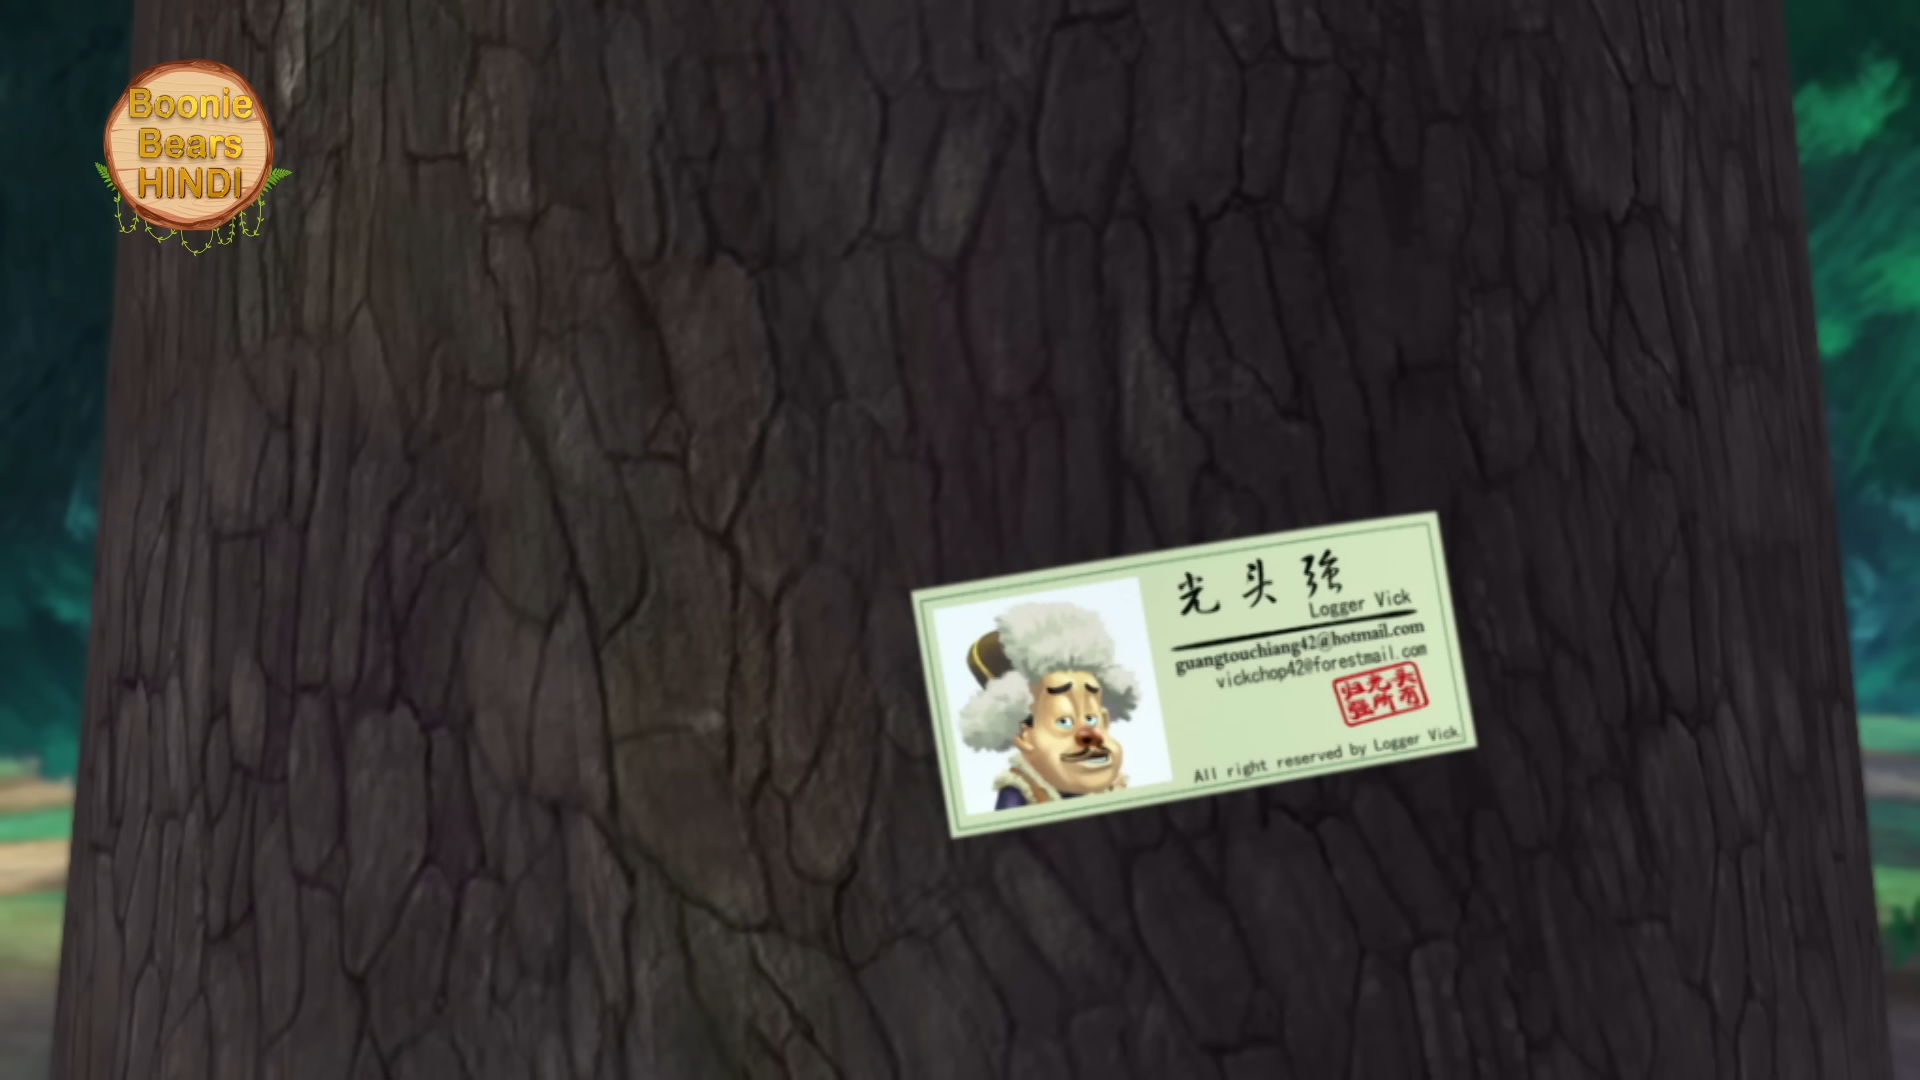 Boonie
Bears
HINDI
光头强
Logger Vick
guangtouchiang42@hotmail.com
vickchop42@forestmail.com
归光头
强所有
All right reserved by Logger Vick.